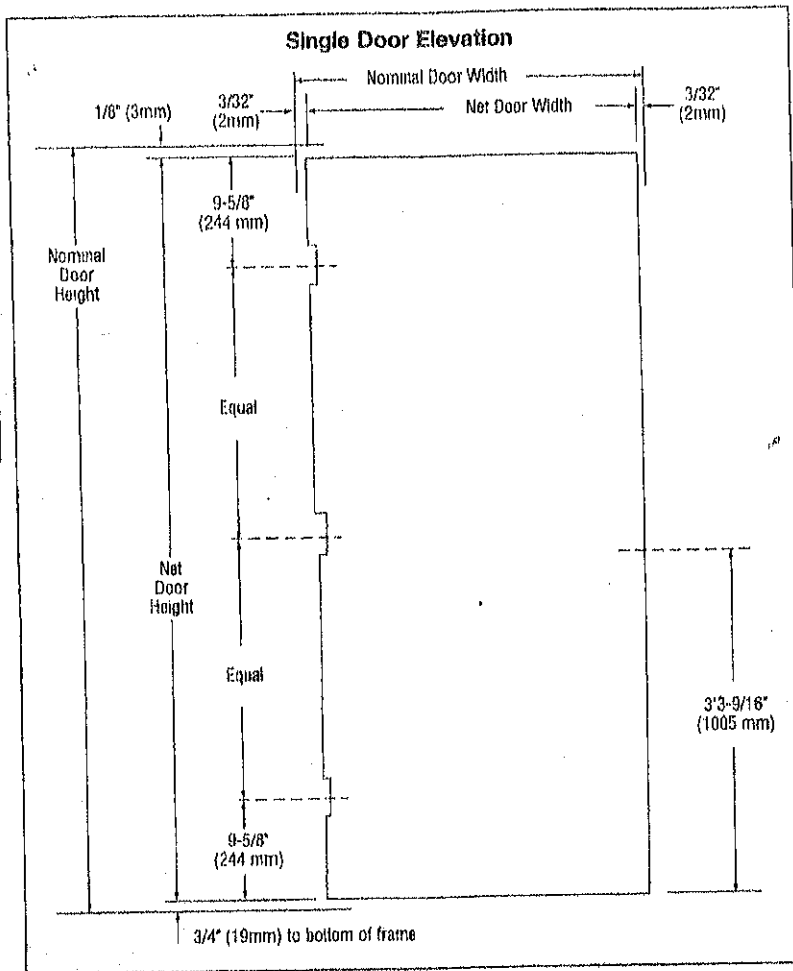 Single Door Elevation
Nominal Door Width
3/32"
(2mm)
Net Door Width
3/32"
(2mm)
1/8" (3mm)
9-5/8"
(244 mm)
Nominal
Door
Height
Equal
Net
Door
Height
Equal
3'3-9/16"
(1005 mm)
9-5/8"
(244 mm)
3/4" (19mm) to bottom of frame